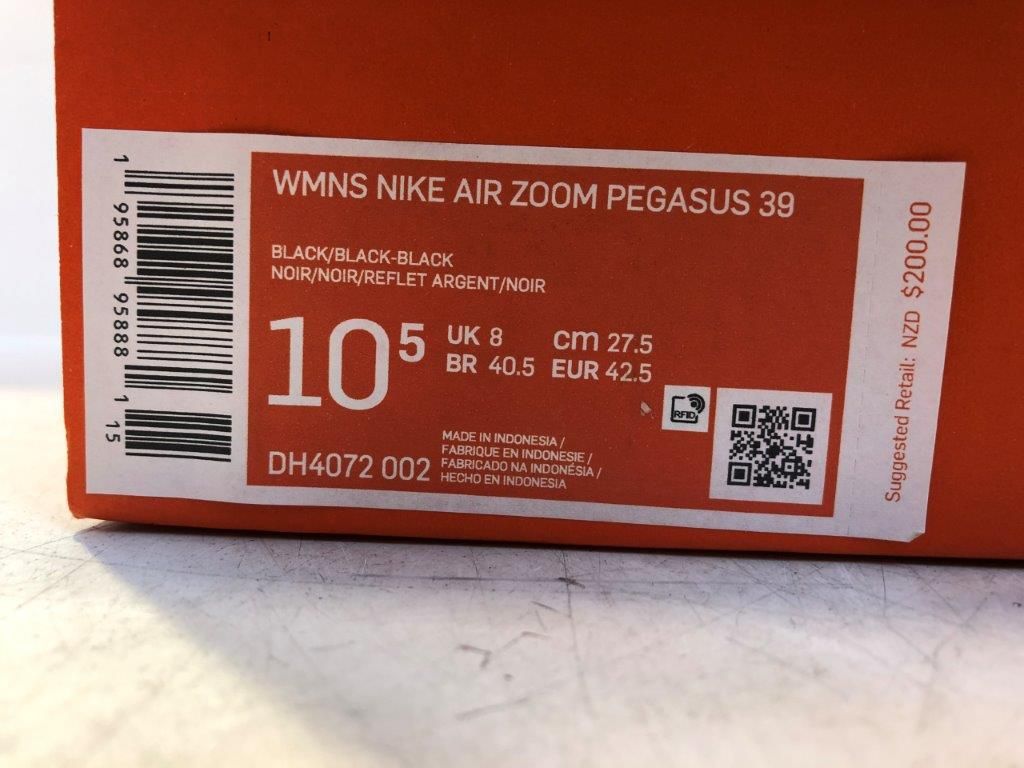 WMNS NIKE AIR ZOOM PEGASUS 39
BLACK/BLACK-BLACK
NOIR/NOIR/REFLET ARGENT/NOIR
10 5
UK 8 cm 27.5
BR 40.5 EUR 42.5
RFID
MADE IN INDONESIA /
FABRIQUE EN INDONESIE /
FABRICADO NA INDONÉSIA /
HECHO EN INDONESIA
DH4072 002
1 95868 95888 1 15
Suggested Retail: NZD $200.00